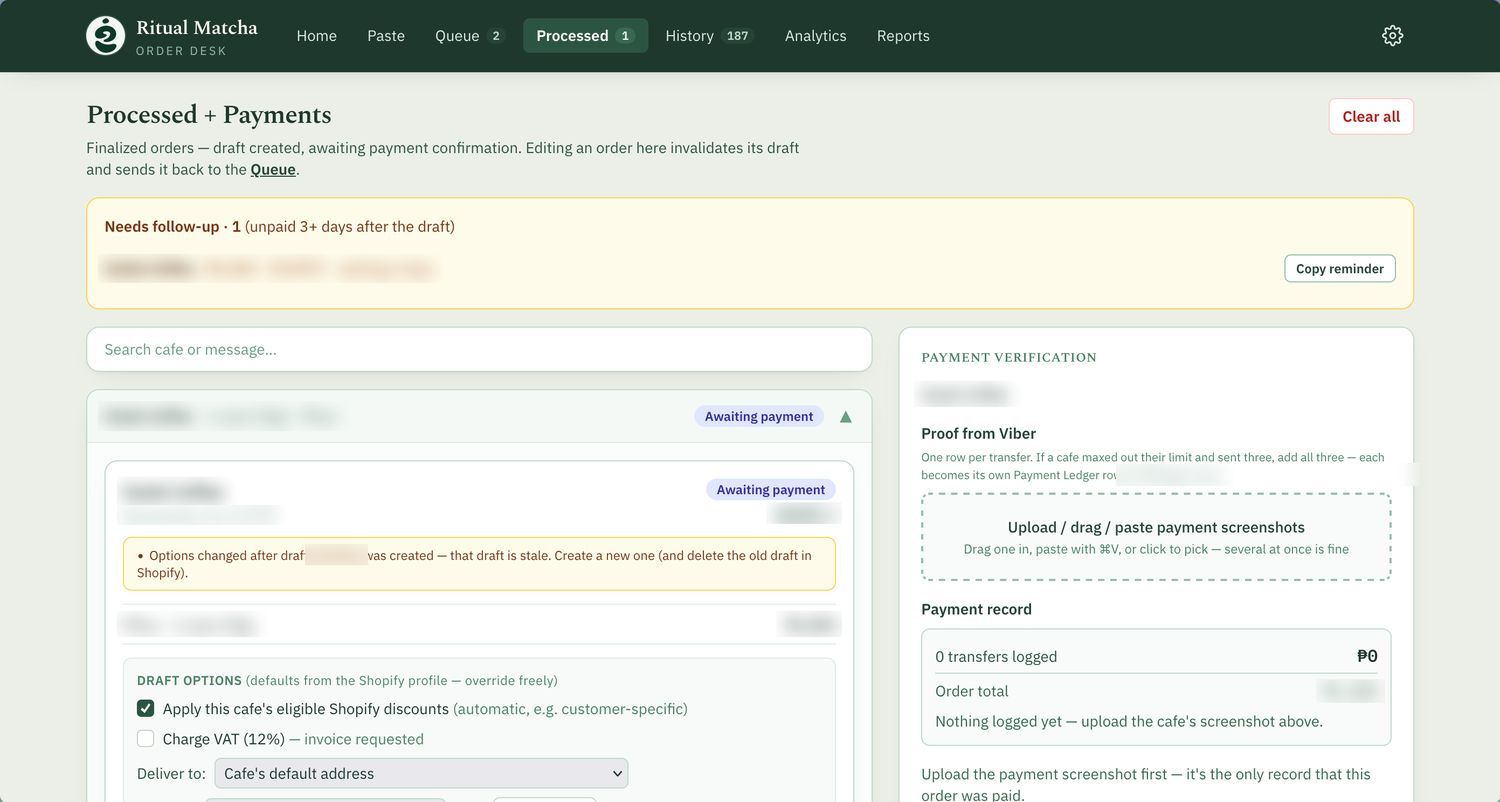 Ritual Matcha
ORDER DESK
Home
Paste
Queue 2
Processed 1
History 187
Analytics
Reports
Processed + Payments
Clear all
Finalized orders — draft created, awaiting payment confirmation. Editing an order here invalidates its draft
and sends it back to the Queue.
Needs follow-up · 1 (unpaid 3+ days after the draft)
Copy reminder
Search cafe or message...
Awaiting payment ▲
Awaiting payment
• Options changed after draf was created — that draft is stale. Create a new one (and delete the old draft in
Shopify).
DRAFT OPTIONS (defaults from the Shopify profile — override freely)
Apply this cafe's eligible Shopify discounts (automatic, e.g. customer-specific)
Charge VAT (12%) — invoice requested
Deliver to: Cafe's default address
PAYMENT VERIFICATION
Proof from Viber
One row per transfer. If a cafe maxed out their limit and sent three, add all three — each
becomes its own Payment Ledger row
Upload / drag / paste payment screenshots
Drag one in, paste with ⌘V, or click to pick — several at once is fine
Payment record
0 transfers logged ₱0
Order total
Nothing logged yet — upload the cafe's screenshot above.
Upload the payment screenshot first — it's the only record that this
order was paid.